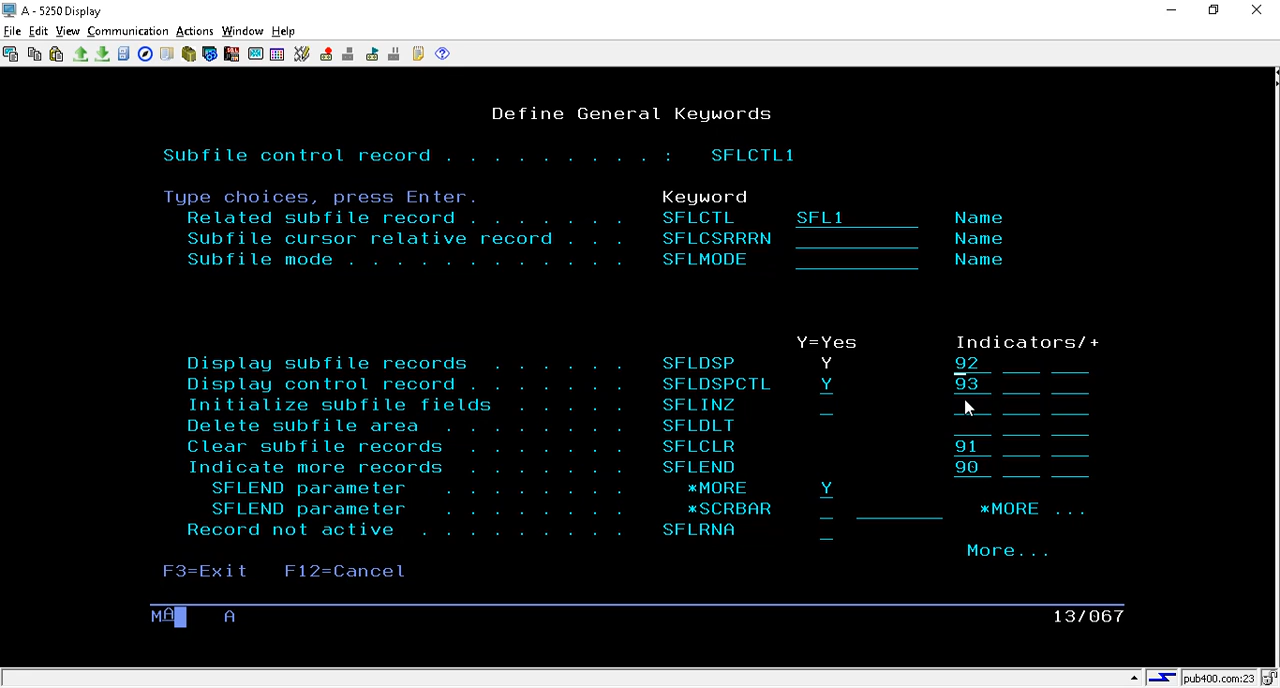 A - 5250 Display
File Edit View Communication Actions Window Help
Define General Keywords
Subfile control record . . . . . . . . . : SFLCTL1
Type choices, press Enter. Keyword
Related subfile record . . . . . . . SFLCTL SFL1 Name
Subfile cursor relative record . . . SFLCSRRRN Name
Subfile mode . . . . . . . . . . . . SFLMODE Name
Y=Yes Indicators/+
Display subfile records . . . . . . SFLDSP Y 92
Display control record . . . . . . . SFLDSPCTL Y 93
Initialize subfile fields . . . . . SFLINZ
Delete subfile area . . . . . . . . SFLDLT
Clear subfile records . . . . . . . SFLCLR 91
Indicate more records . . . . . . . SFLEND 90
SFLEND parameter . . . . . . . . *MORE Y
SFLEND parameter . . . . . . . . *SCRBAR *MORE ...
Record not active . . . . . . . . . SFLRNA
More...
F3=Exit F12=Cancel
MA A 13/067
pub400.com:23